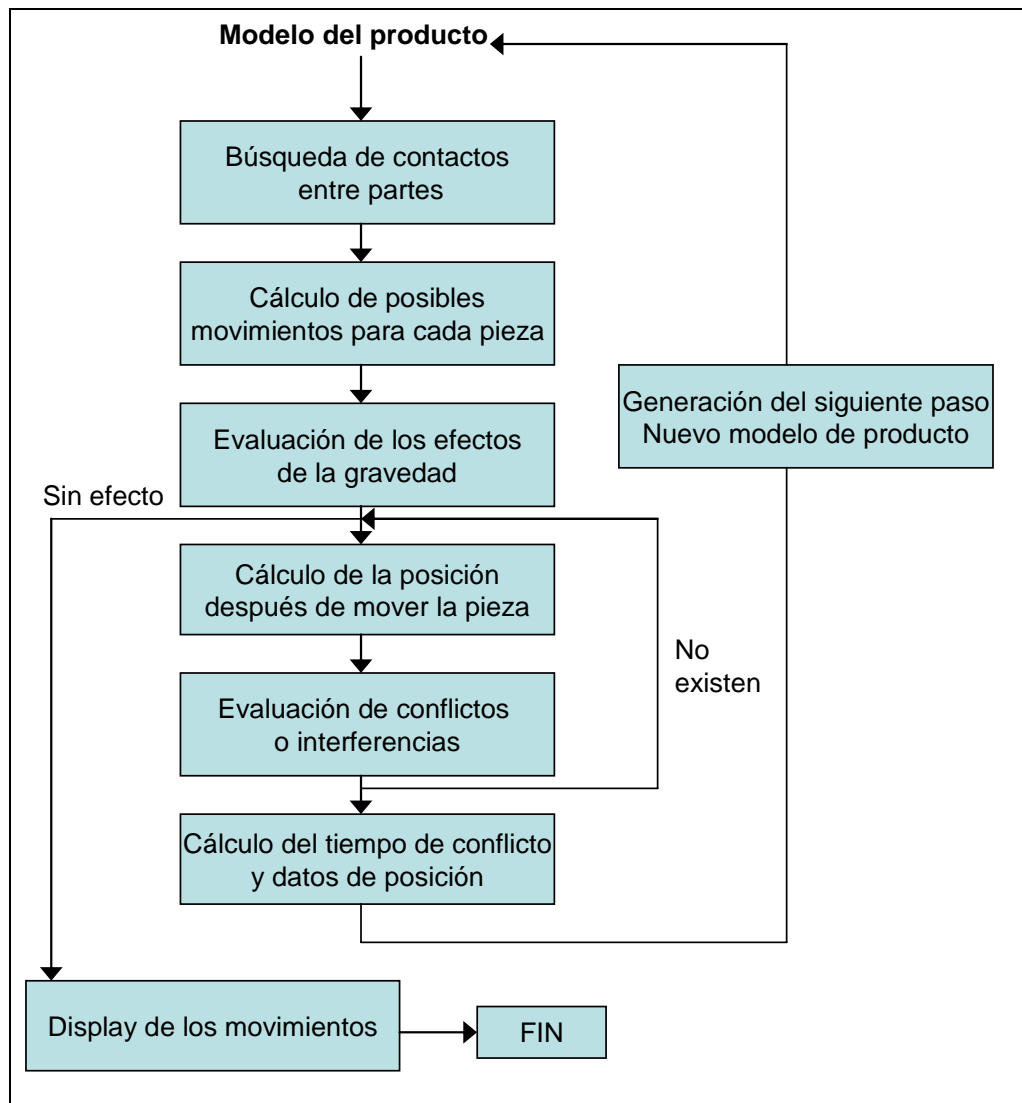 Modelo del producto
Búsqueda de contactos
entre partes
Cálculo de posibles
movimientos para cada pieza
Generación del siguiente paso
Nuevo modelo de producto
Evaluación de los efectos
de la gravedad
Sin efecto
Cálculo de la posición
después de mover la pieza
No
existen
Evaluación de conflictos
o interferencias
Cálculo del tiempo de conflicto
y datos de posición
Display de los movimientos
FIN